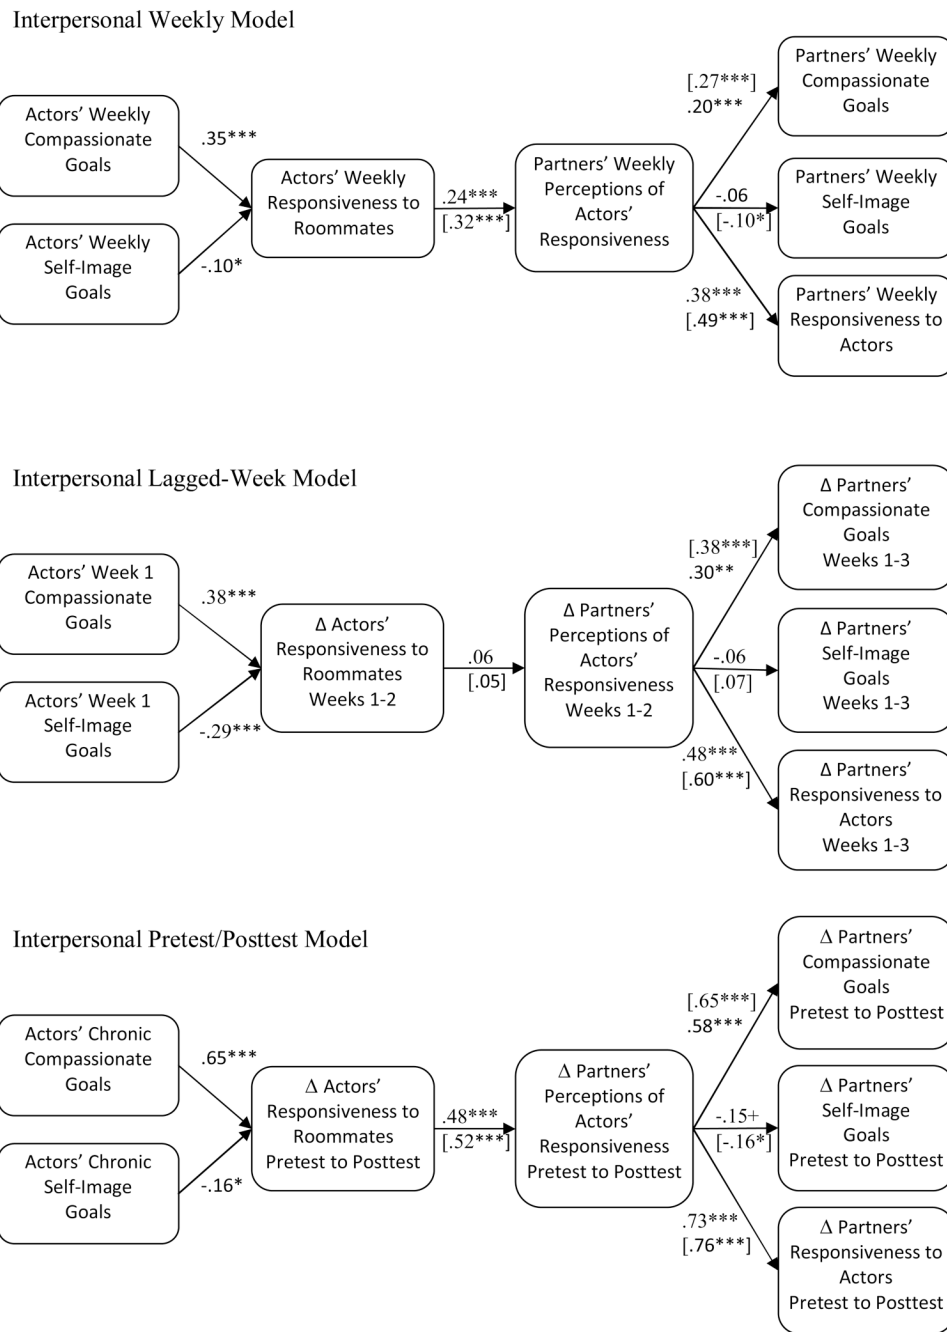 Interpersonal Weekly Model
Actors’ Weekly
Compassionate
Goals
.35***
Actors’ Weekly
Self-Image
Goals
-.10*
Actors’ Weekly
Responsiveness to
Roommates
.24***
[.32***]
Partners’ Weekly
Perceptions of
Actors’
Responsiveness
[.27***]
.20***
Partners’ Weekly
Compassionate
Goals
-.06
[-.10*]
Partners’ Weekly
Self-Image
Goals
.38***
[.49***]
Partners’ Weekly
Responsiveness to
Actors
Interpersonal Lagged-Week Model
Actors’ Week 1
Compassionate
Goals
.38***
Actors’ Week 1
Self-Image
Goals
-.29***
Δ Actors’
Responsiveness to
Roommates
Weeks 1-2
.06
[.05]
Δ Partners’
Perceptions of
Actors’
Responsiveness
Weeks 1-2
[.38***]
.30**
Δ Partners’
Compassionate
Goals
Weeks 1-3
-.06
[.07]
Δ Partners’
Self-Image
Goals
Weeks 1-3
.48***
[.60***]
Δ Partners’
Responsiveness to
Actors
Weeks 1-3
Interpersonal Pretest/Posttest Model
Actors’ Chronic
Compassionate
Goals
.65***
Actors’ Chronic
Self-Image
Goals
-.16*
Δ Actors’
Responsiveness to
Roommates
Pretest to Posttest
.48***
[.52***]
Δ Partners’
Perceptions of
Actors’
Responsiveness
Pretest to Posttest
[.65***]
.58***
Δ Partners’
Compassionate
Goals
Pretest to Posttest
-.15+
[-.16*]
Δ Partners’
Self-Image
Goals
Pretest to Posttest
.73***
[.76***]
Δ Partners’
Responsiveness to
Actors
Pretest to Posttest